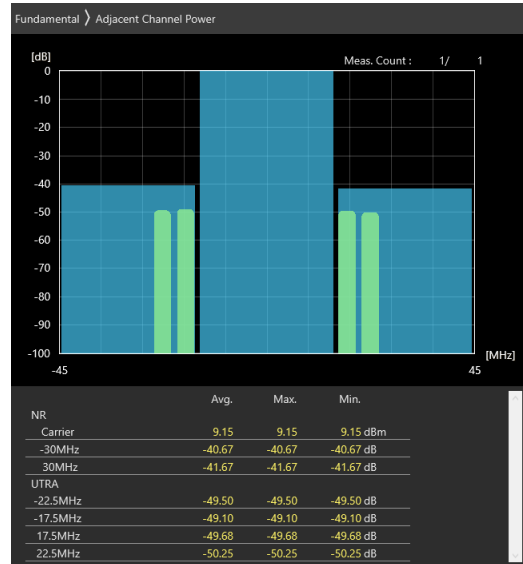 Fundamental 〉 Adjacent Channel Power
[dB]
Meas. Count : 1/ 1
0
-10
-20
-30
-40
-50
-60
-70
-80
-90
-100
[MHz]
-45 45
Avg. Max. Min.
NR
Carrier 9.15 9.15 9.15 dBm
-30MHz -40.67 -40.67 -40.67 dB
30MHz -41.67 -41.67 -41.67 dB
UTRA
-22.5MHz -49.50 -49.50 -49.50 dB
-17.5MHz -49.10 -49.10 -49.10 dB
17.5MHz -49.68 -49.68 -49.68 dB
22.5MHz -50.25 -50.25 -50.25 dB